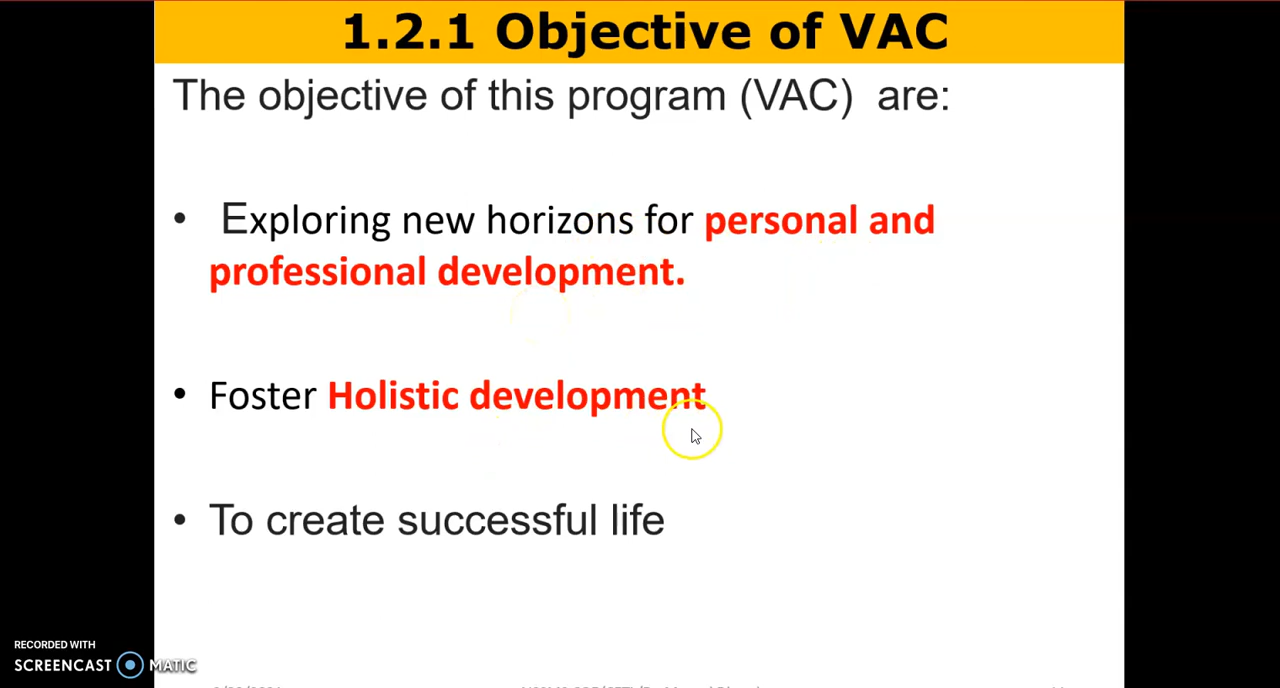 1.2.1 Objective of VAC
The objective of this program (VAC) are:
• Exploring new horizons for personal and
professional development.
• Foster Holistic development
• To create successful life
RECORDED WITH
SCREENCAST MATIC